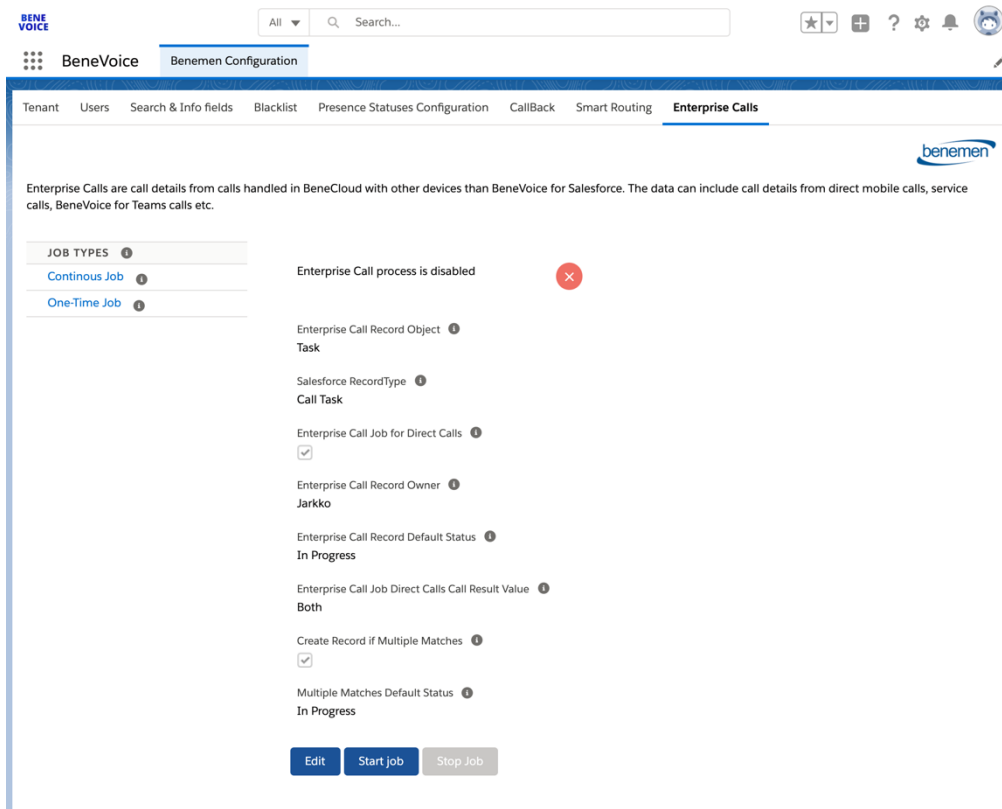 BENE
VOICE
All
Search...
BeneVoice
Benemen Configuration
Tenant
Users
Search & Info fields
Blacklist
Presence Statuses Configuration
CallBack
Smart Routing
Enterprise Calls
benemen
Enterprise Calls are call details from calls handled in BeneCloud with other devices than BeneVoice for Salesforce. The data can include call details from direct mobile calls, service
calls, BeneVoice for Teams calls etc.
JOB TYPES
Continous Job
One-Time Job
Enterprise Call process is disabled
Enterprise Call Record Object
Task
Salesforce RecordType
Call Task
Enterprise Call Job for Direct Calls
Enterprise Call Record Owner
Jarkko
Enterprise Call Record Default Status
In Progress
Enterprise Call Job Direct Calls Call Result Value
Both
Create Record if Multiple Matches
Multiple Matches Default Status
In Progress
Edit
Start job
Stop Job